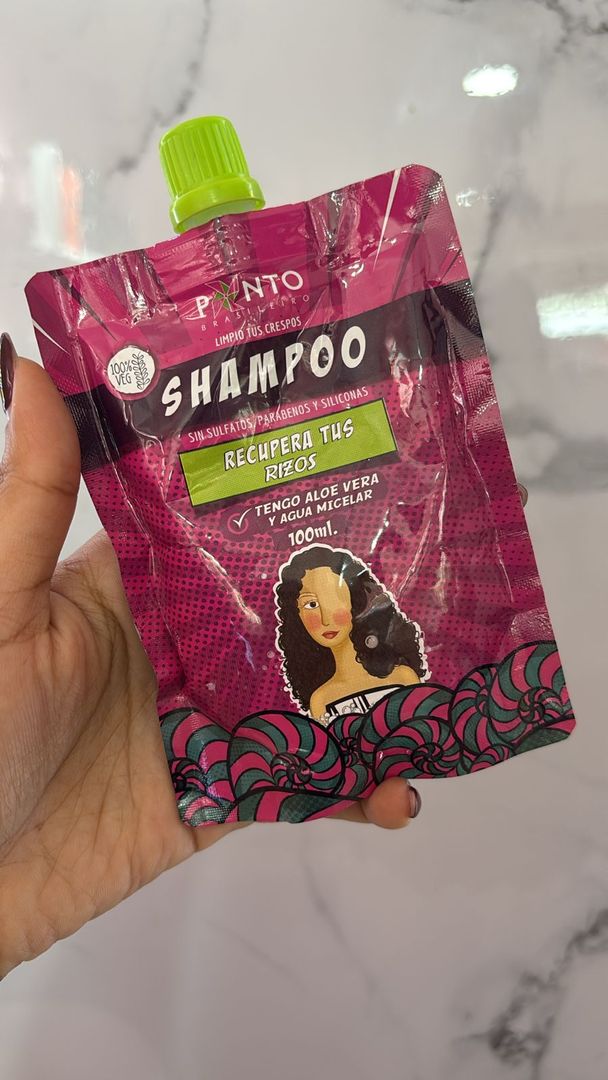 PONTO
BRASILEIRO
LIMPIO TUS CRESPOS
SHAMPOO
100%
VEG
SIN SULFATOS, PARABENOS Y SILICONAS
RECUPERA TUS
RIZOS
TENGO ALOE VERA
Y AGUA MICELAR
100ml.